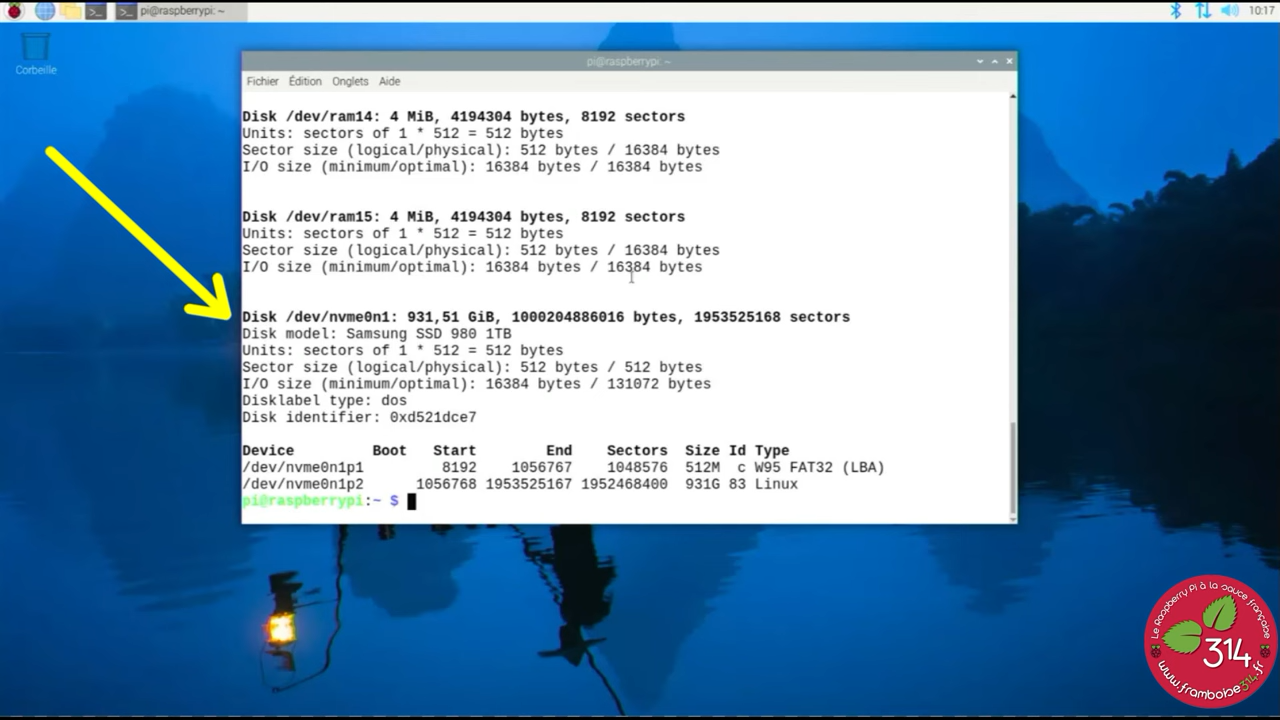 pi@raspberrypi: ~
10:17
Corbeille
pi@raspberrypi: ~
Fichier Édition Onglets Aide
Disk /dev/ram14: 4 MiB, 4194304 bytes, 8192 sectors
Units: sectors of 1 * 512 = 512 bytes
Sector size (logical/physical): 512 bytes / 16384 bytes
I/O size (minimum/optimal): 16384 bytes / 16384 bytes
Disk /dev/ram15: 4 MiB, 4194304 bytes, 8192 sectors
Units: sectors of 1 * 512 = 512 bytes
Sector size (logical/physical): 512 bytes / 16384 bytes
I/O size (minimum/optimal): 16384 bytes / 16384 bytes
Disk /dev/nvme0n1: 931,51 GiB, 1000204886016 bytes, 1953525168 sectors
Disk model: Samsung SSD 980 1TB
Units: sectors of 1 * 512 = 512 bytes
Sector size (logical/physical): 512 bytes / 512 bytes
I/O size (minimum/optimal): 16384 bytes / 131072 bytes
Disklabel type: dos
Disk identifier: 0xd521dce7
Device Boot Start End Sectors Size Id Type
/dev/nvme0n1p1 8192 1056767 1048576 512M c W95 FAT32 (LBA)
/dev/nvme0n1p2 1056768 1953525167 1952468400 931G 83 Linux
pi@raspberrypi:~ $
Le Raspberry Pi à la sauce française
314
www.framboise314.fr